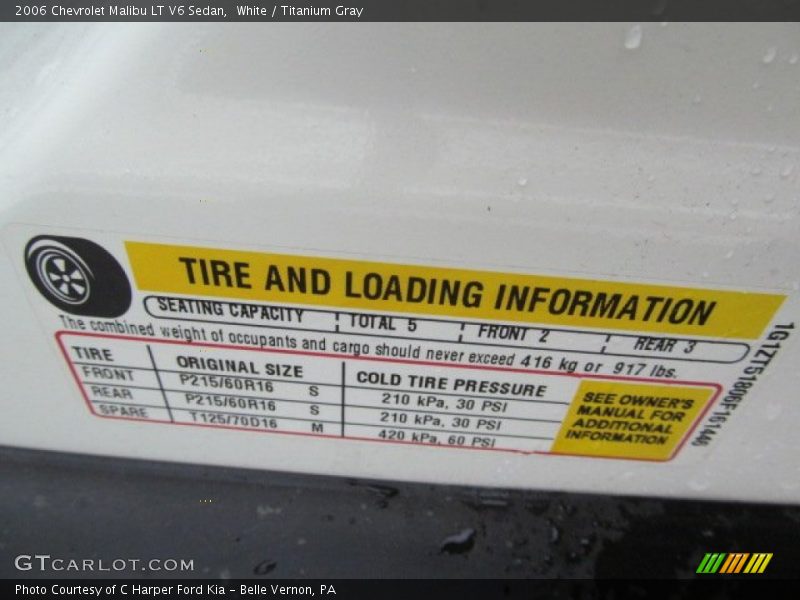 2006 Chevrolet Malibu LT V6 Sedan, White / Titanium Gray
TIRE AND LOADING INFORMATION
SEATING CAPACITY TOTAL 5 FRONT 2 REAR 3
The combined weight of occupants and cargo should never exceed 416 kg or 917 lbs.
TIRE ORIGINAL SIZE COLD TIRE PRESSURE
FRONT P215/60R16 S 210 kPa, 30 PSI
REAR P215/60R16 S 210 kPa, 30 PSI
SPARE T125/70D16 M 420 kPa, 60 PSI
SEE OWNER'S
MANUAL FOR
ADDITIONAL
INFORMATION
1G1ZT51806F161440
GTCARLOT.COM
Photo Courtesy of C Harper Ford Kia - Belle Vernon, PA